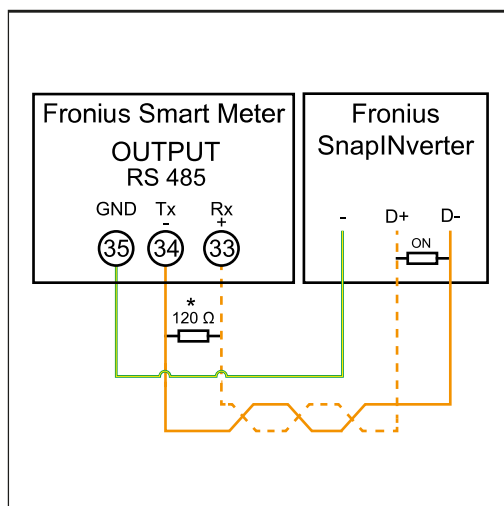 Fronius Smart Meter
OUTPUT
RS 485
GND Tx Rx
- +
35 34 33
*
120 Ω
Fronius
SnapINverter
- D+ D-
ON